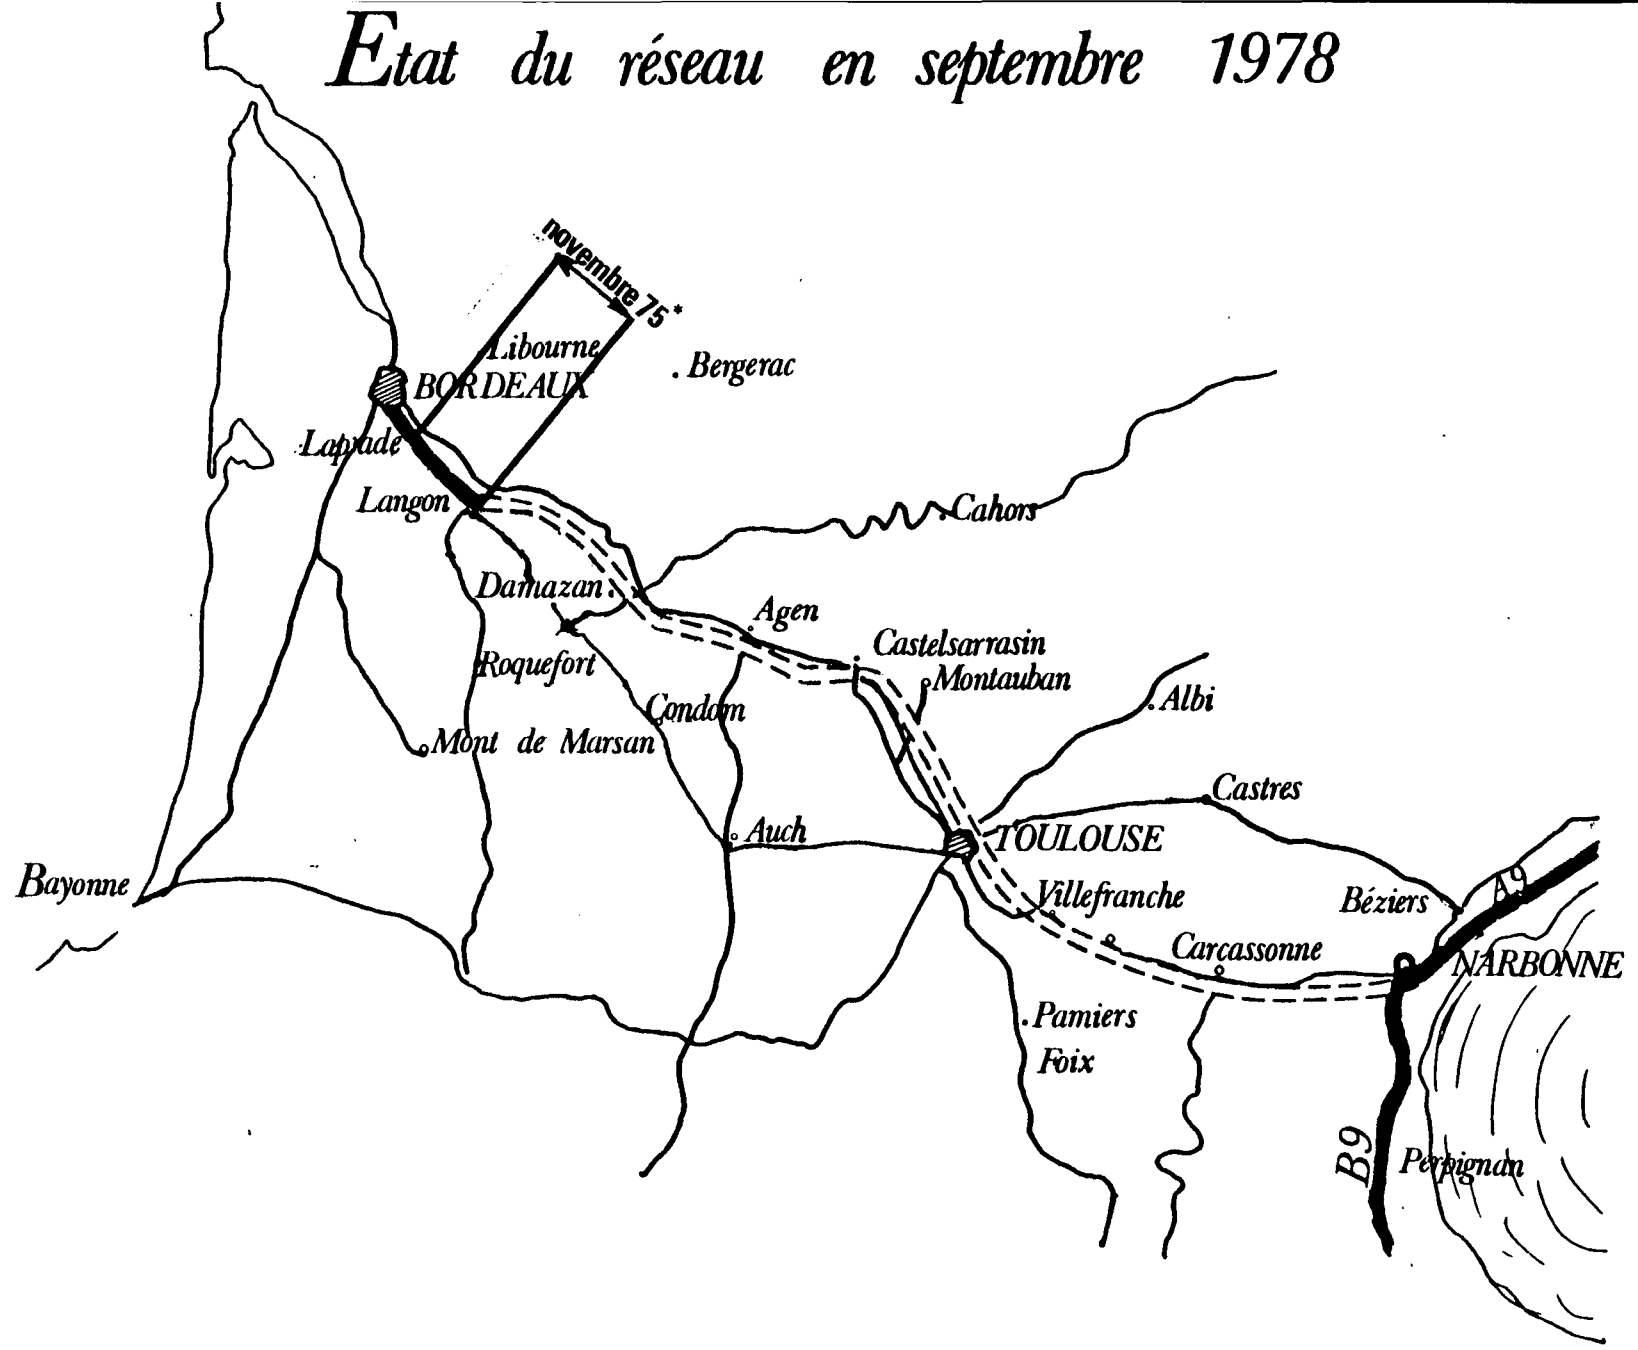 Etat du réseau en septembre 1978
novembre 75*
Libourne
Bergerac
BORDEAUX
Laprade
Langon
Cahors
Damazan
Agen
Castelsarrasin
Roquefort
Montauban
Condom
Albi
Mont de Marsan
Castres
Auch
TOULOUSE
Bayonne
Villefranche
Béziers
A9
Carcassonne
NARBONNE
Pamiers
Foix
B9
Perpignan